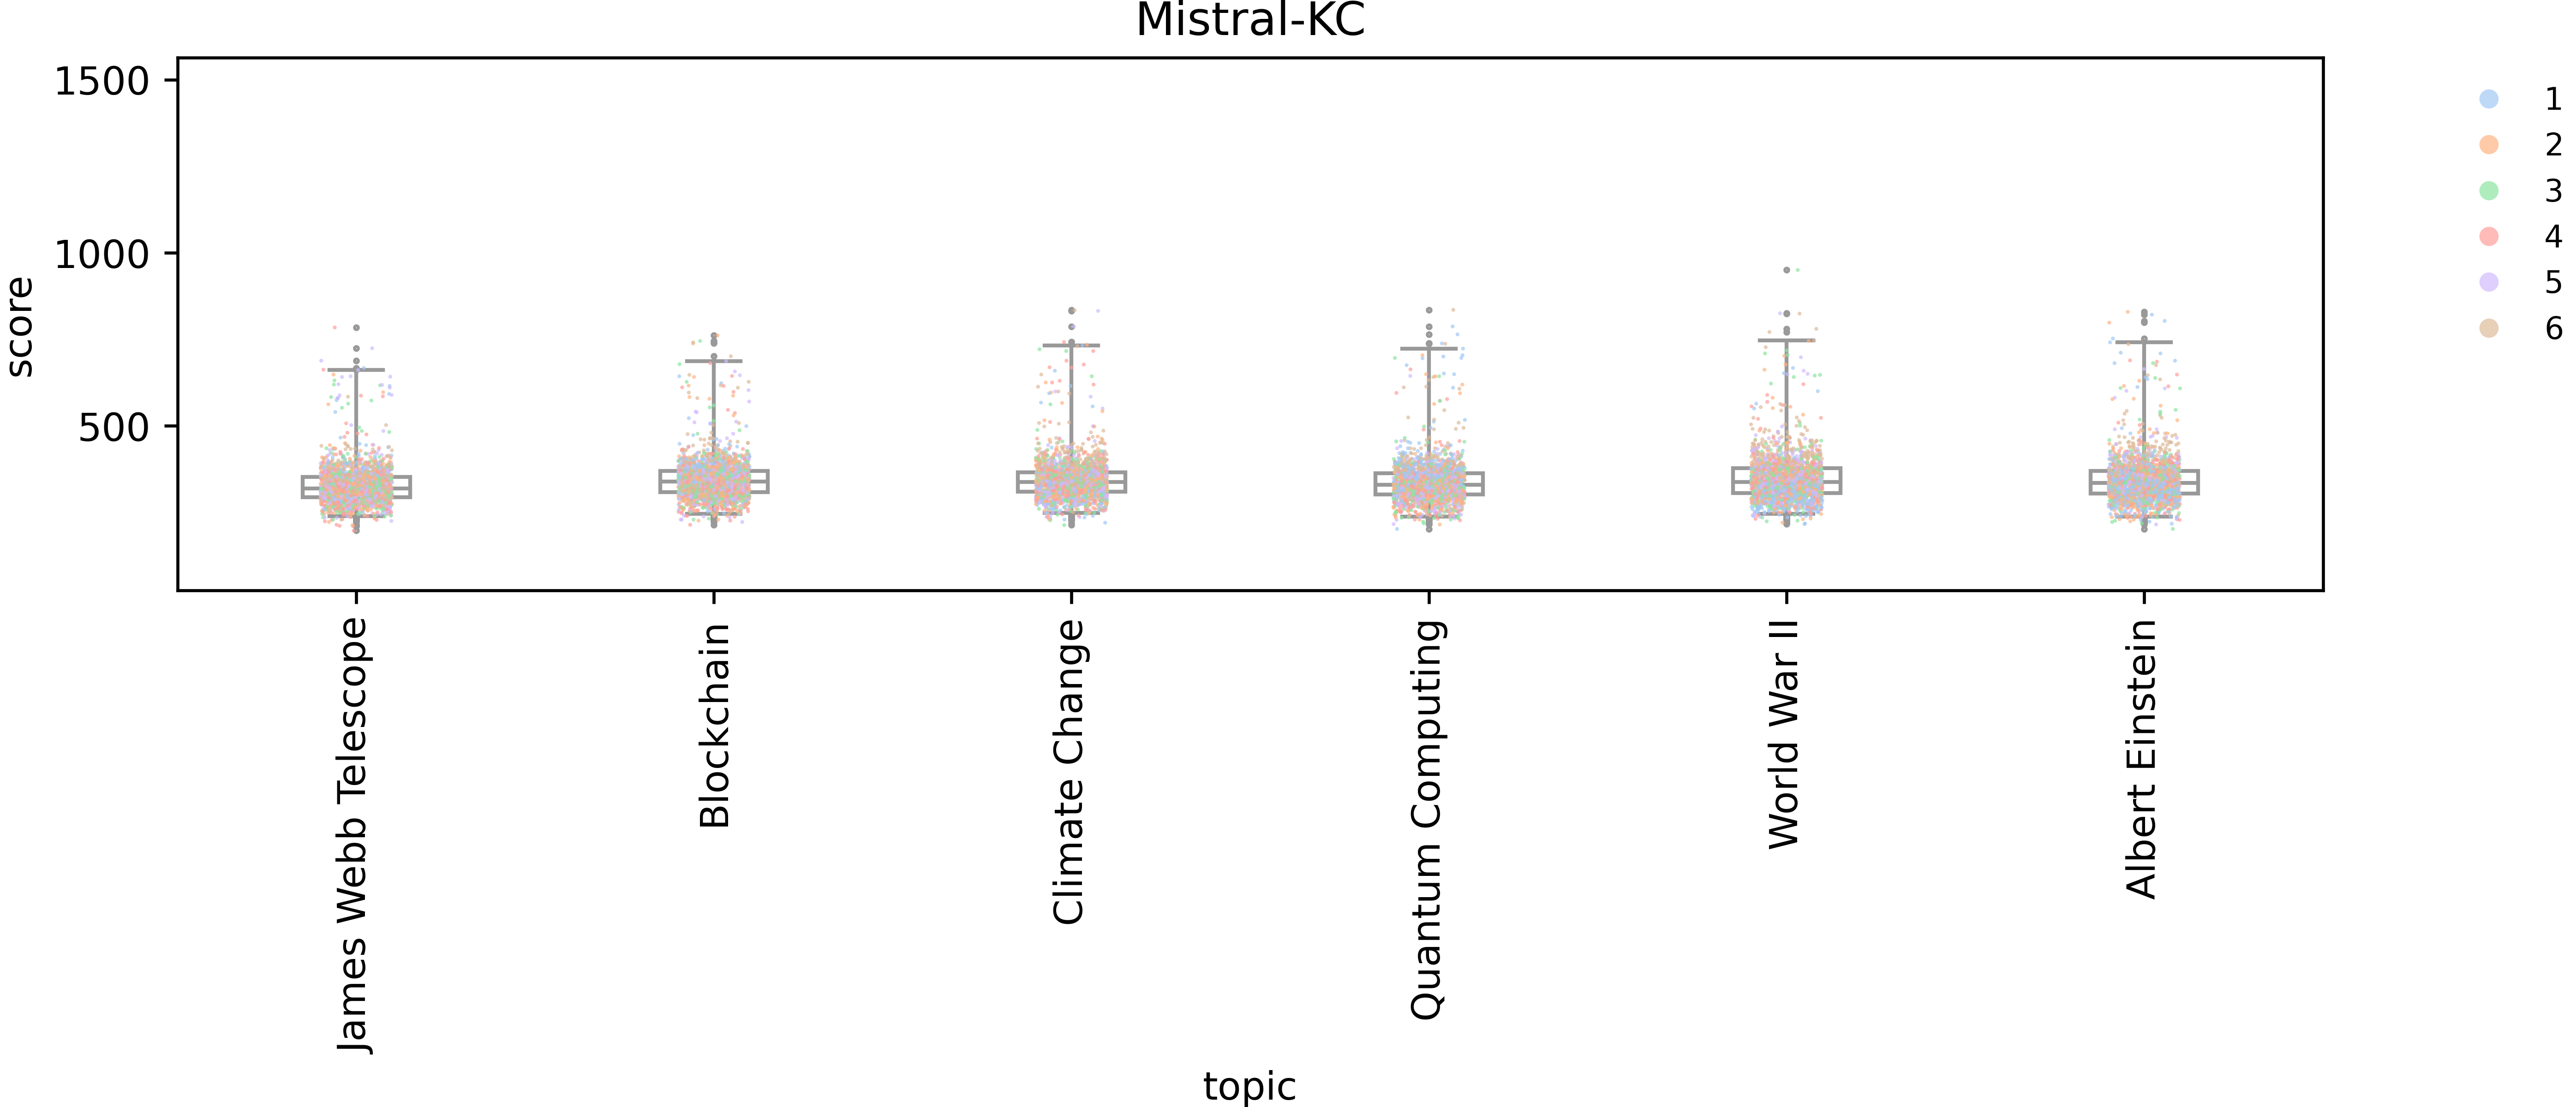 Mistral-KC
score
1500
1000
500
1
2
3
4
5
6
James Webb Telescope
Blockchain
Climate Change
Quantum Computing
World War II
Albert Einstein
topic